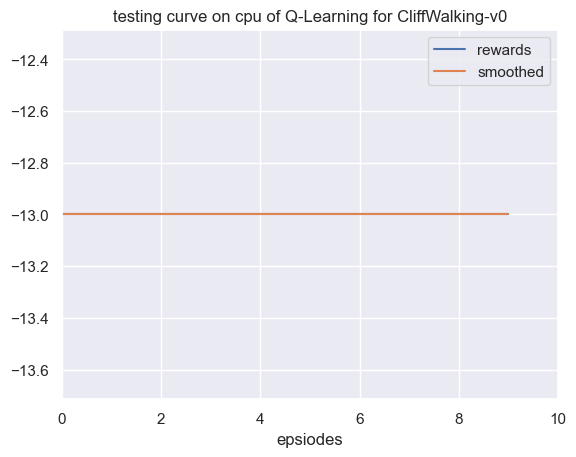 testing curve on cpu of Q-Learning for CliffWalking-v0
rewards
smoothed
−12.4
−12.6
−12.8
−13.0
−13.2
−13.4
−13.6
0 2 4 6 8 10
epsiodes